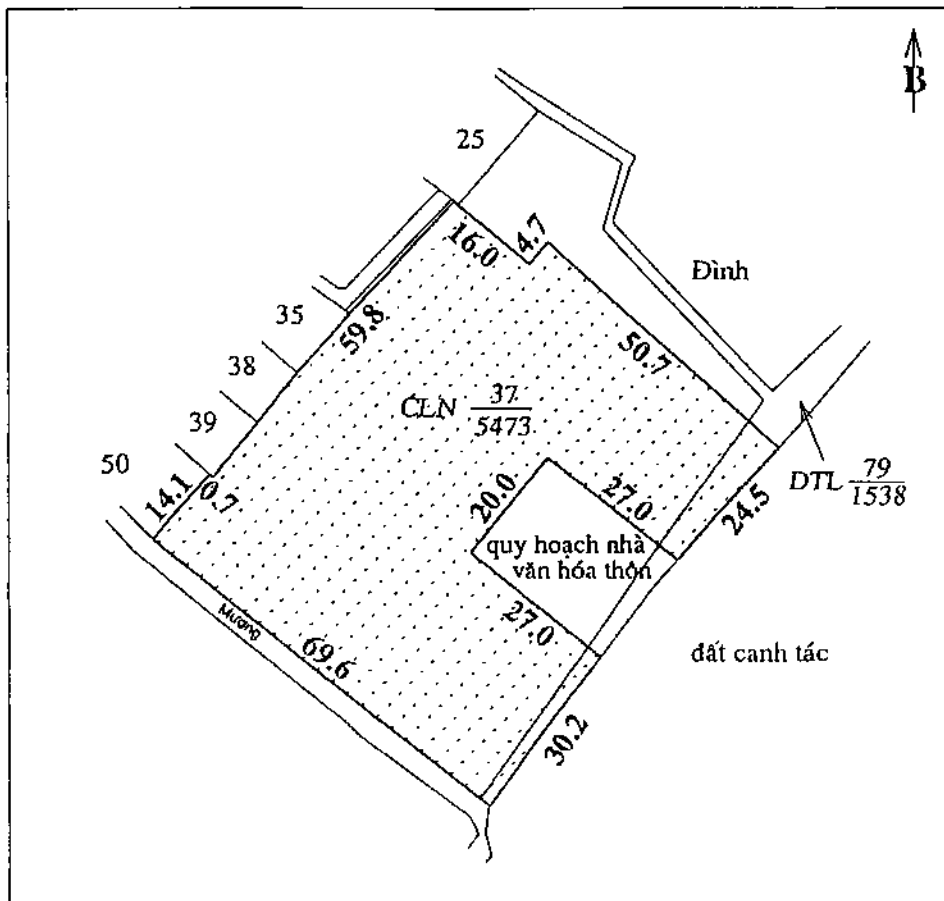 B
25
16.0
4.7
Đình
35
59.8
50.7
38
CLN 37/5473
39
50
14.1
0.7
20.0
27.0
DTL 79/1538
24.5
quy hoạch nhà
văn hóa thôn
27.0
Mương
69.6
đất canh tác
30.2